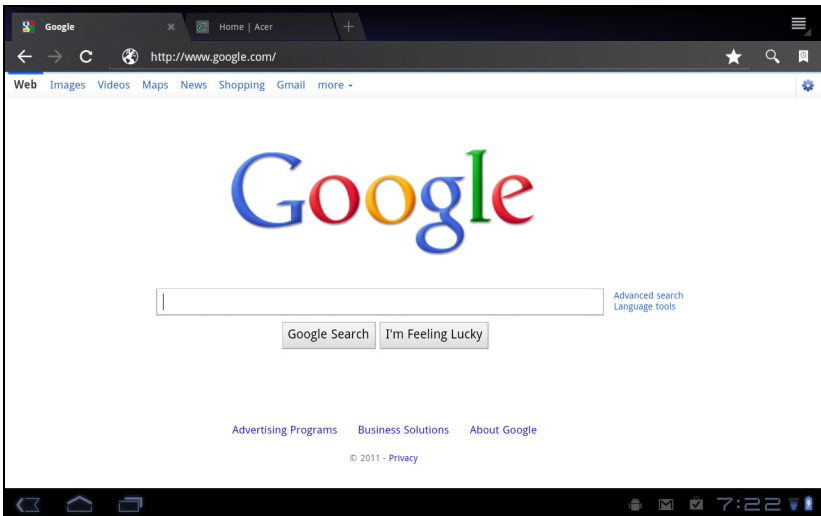 Google
Home | Acer
http://www.google.com/
Web Images Videos Maps News Shopping Gmail more
Google
Advanced search
Language tools
Google Search I'm Feeling Lucky
Advertising Programs Business Solutions About Google
© 2011 - Privacy
7:22